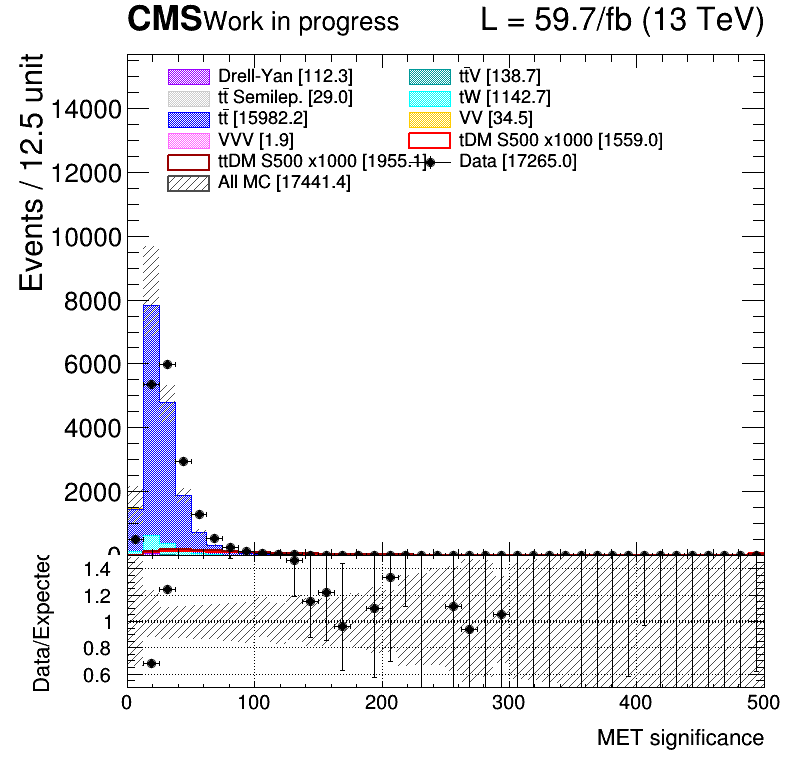 CMS Work in progress L = 59.7/fb (13 TeV)
Drell-Yan [112.3] tt̄V [138.7]
tt̄ Semilep. [29.0] tW [1142.7]
tt̄ [15982.2] VV [34.5]
VVV [1.9] tDM S500 x1000 [1559.0]
ttDM S500 x1000 [1955.1] Data [17265.0]
All MC [17441.4]
Events / 12.5 unit
14000
12000
10000
8000
6000
4000
2000
0
Data/Expected
1.4
1.2
1
0.8
0.6
0 100 200 300 400 500
MET significance